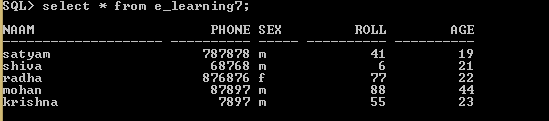 SQL> select * from e_learning7;
NAAM PHONE SEX ROLL AGE
satyam 787878 m 41 19
shiva 68768 m 6 21
radha 876876 f 77 22
mohan 87897 m 88 44
krishna 7897 m 55 23